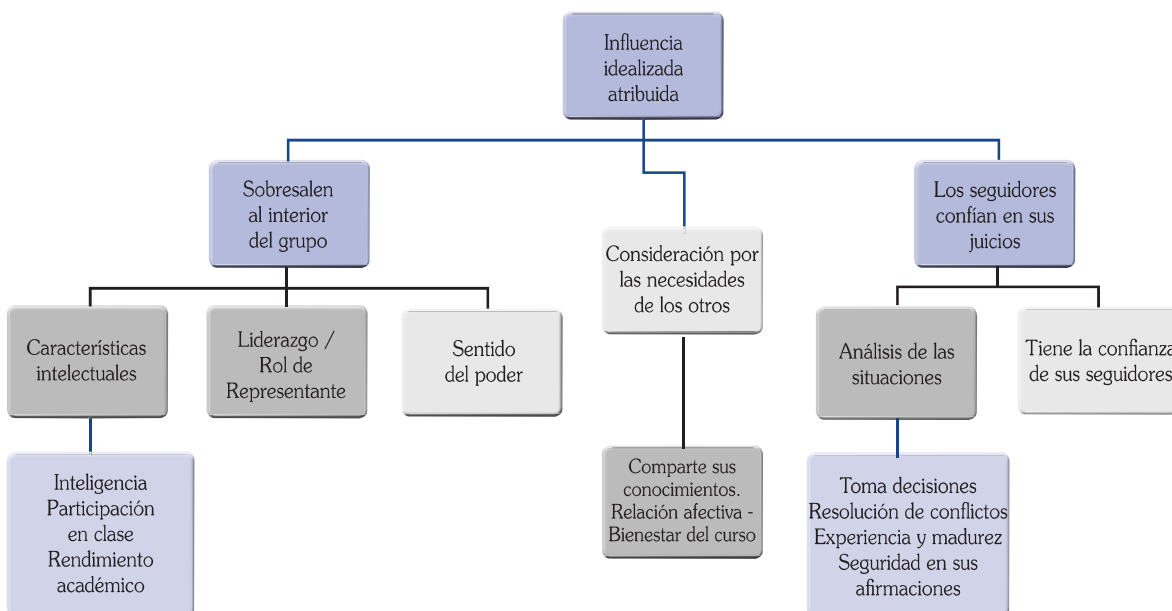 Influencia
idealizada
atribuida
Sobresalen
al interior
del grupo
Consideración por
las necesidades
de los otros
Los seguidores
confían en sus
juicios
Características
intelectuales
Liderazgo /
Rol de
Representante
Sentido
del poder
Análisis de las
situaciones
Tiene la confianza
de sus seguidores
Inteligencia
Participación
en clase
Rendimiento
académico
Comparte sus
conocimientos.
Relación afectiva -
Bienestar del curso
Toma decisiones
Resolución de conflictos
Experiencia y madurez
Seguridad en sus
afirmaciones